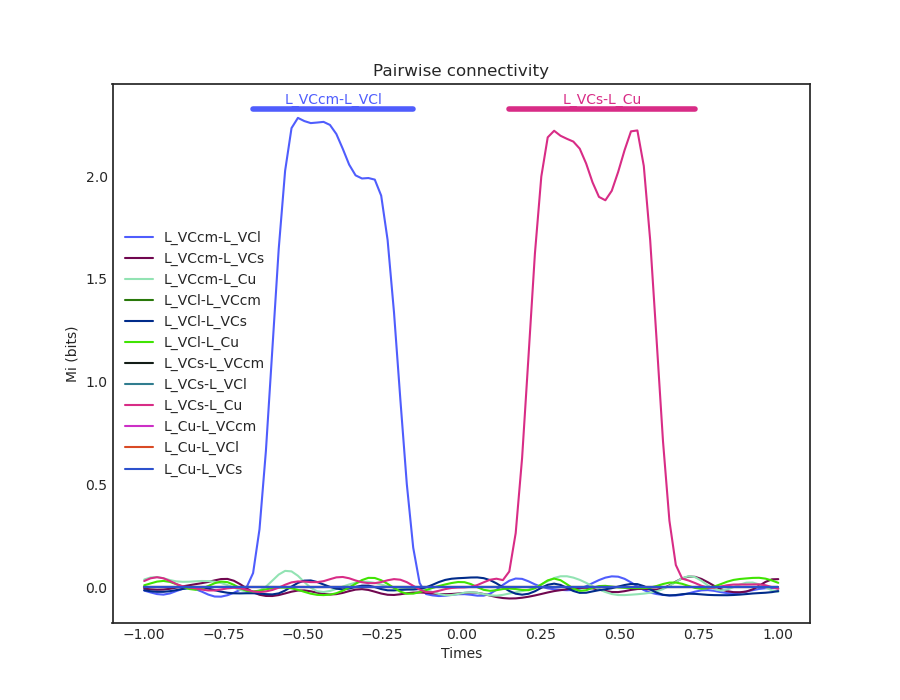 Pairwise connectivity
L_VCcm-L_VCl
L_VCs-L_Cu
Mi (bits)
2.0
1.5
1.0
0.5
0.0
L_VCcm-L_VCl
L_VCcm-L_VCs
L_VCcm-L_Cu
L_VCl-L_VCcm
L_VCl-L_VCs
L_VCl-L_Cu
L_VCs-L_VCcm
L_VCs-L_VCl
L_VCs-L_Cu
L_Cu-L_VCcm
L_Cu-L_VCl
L_Cu-L_VCs
−1.00 −0.75 −0.50 −0.25 0.00 0.25 0.50 0.75 1.00
Times